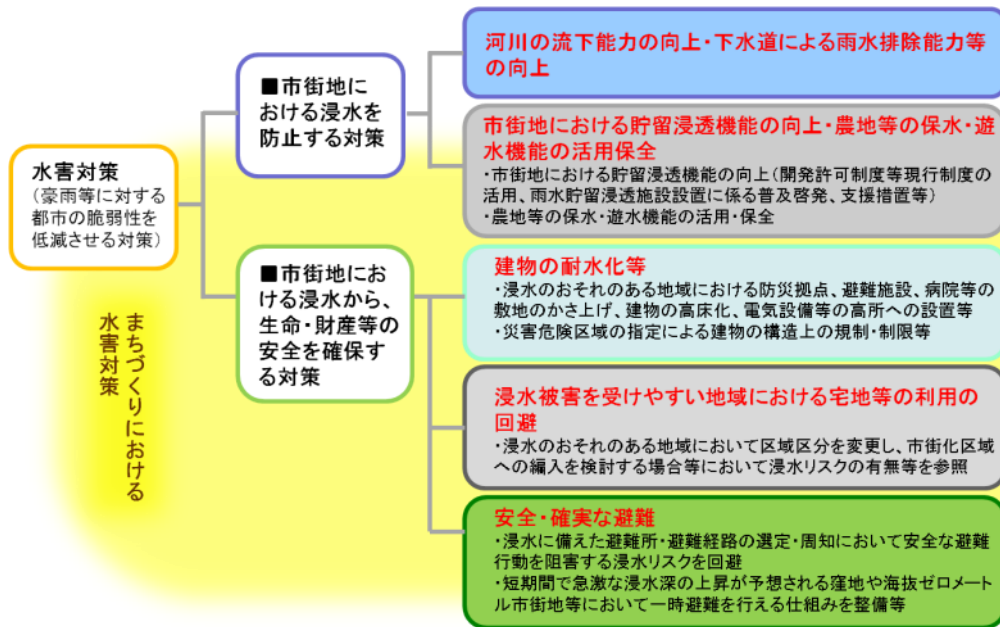 水害対策
(豪雨等に対する
都市の脆弱性を
低減させる対策)
まちづくりにおける
水害対策
■市街地に
おける浸水を
防止する対策
河川の流下能力の向上・下水道による雨水排除能力等
の向上
市街地における貯留浸透機能の向上・農地等の保水・遊
水機能の活用保全
・市街地における貯留浸透機能の向上(開発許可制度等現行制度の
活用、雨水貯留浸透施設設置に係る普及啓発、支援措置等)
・農地等の保水・遊水機能の活用・保全
■市街地にお
ける浸水から、
生命・財産等の
安全を確保す
る対策
建物の耐水化等
・浸水のおそれのある地域における防災拠点、避難施設、病院等の
敷地のかさ上げ、建物の高床化、電気設備等の高所への設置等
・災害危険区域の指定による建物の構造上の規制・制限等
浸水被害を受けやすい地域における宅地等の利用の
回避
・浸水のおそれのある地域において区域区分を変更し、市街化区域
への編入を検討する場合等において浸水リスクの有無等を参照
安全・確実な避難
・浸水に備えた避難所・避難経路の選定・周知において安全な避難
行動を阻害する浸水リスクを回避
・短期間で急激な浸水深の上昇が予想される窪地や海抜ゼロメート
ル市街地等において一時避難を行える仕組みを整備等